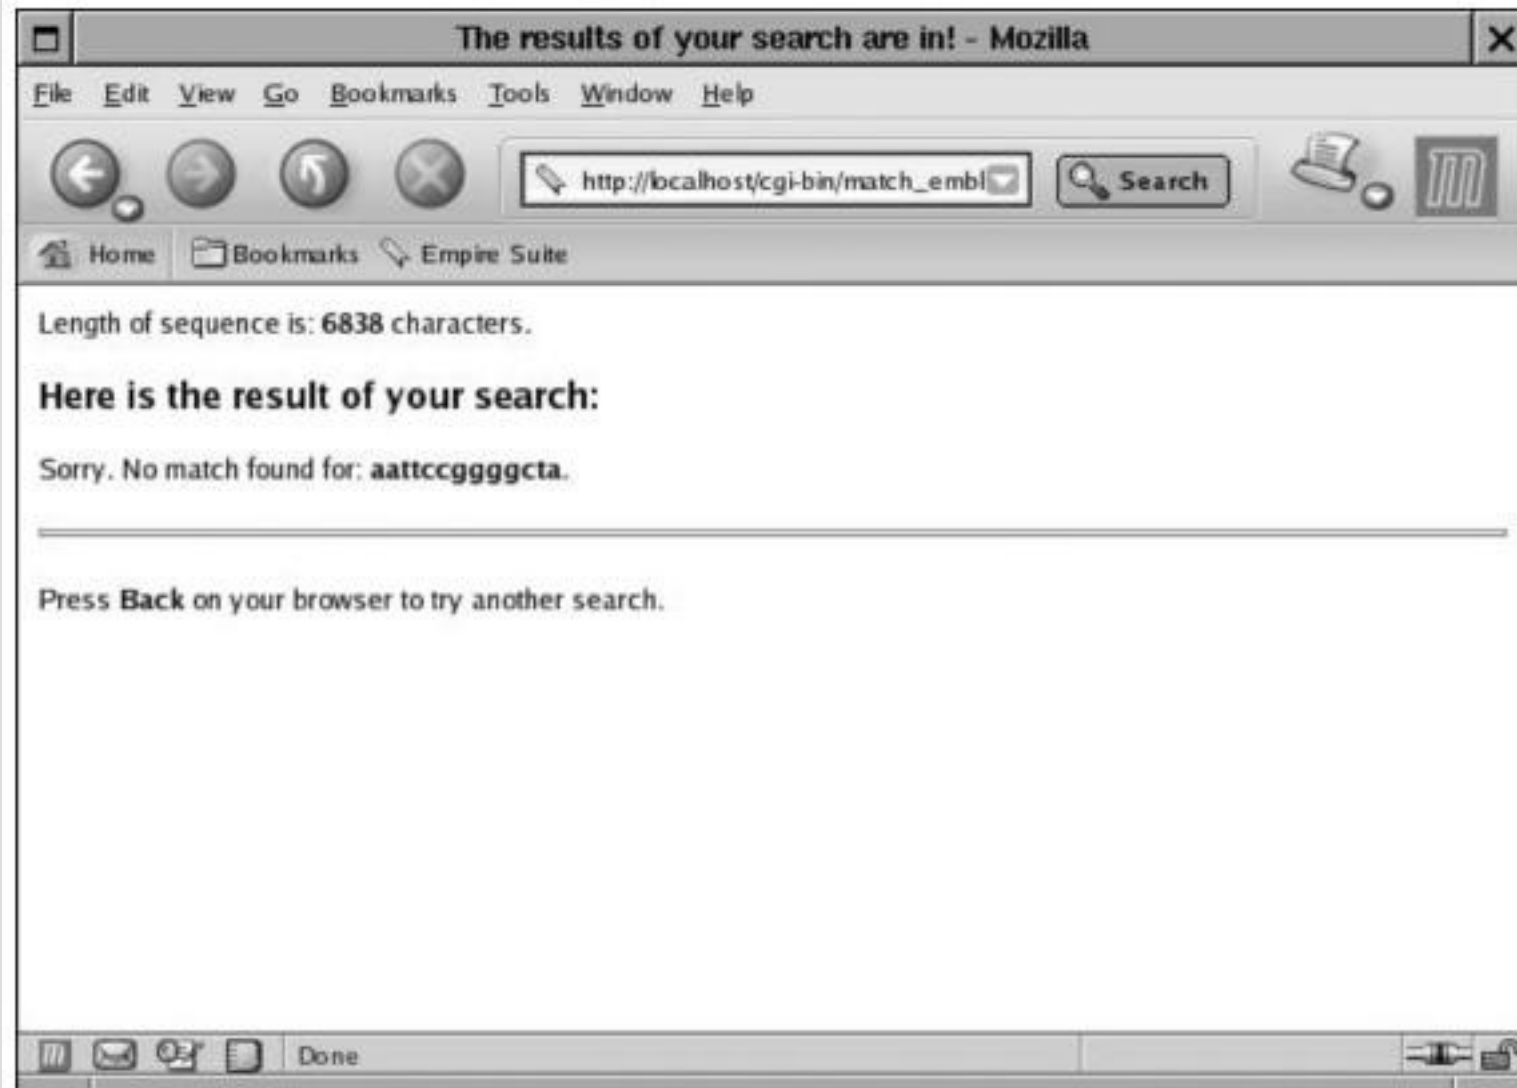 The results of your search are in! - Mozilla
File Edit View Go Bookmarks Tools Window Help
http://localhost/cgi-bin/match_embl Search
Home Bookmarks Empire Suite
Length of sequence is: 6838 characters.
Here is the result of your search:
Sorry. No match found for: aattccggggcta.
Press Back on your browser to try another search.
Done